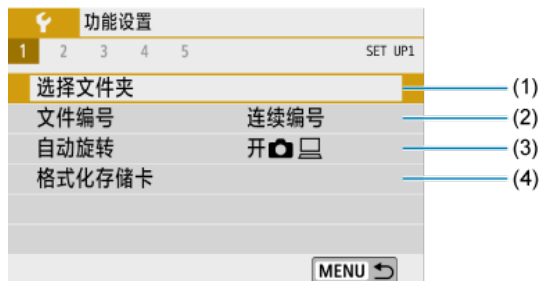 功能设置
1 2 3 4 5 SET UP1
选择文件夹 (1)
文件编号 连续编号 (2)
自动旋转 开 (3)
格式化存储卡 (4)
MENU